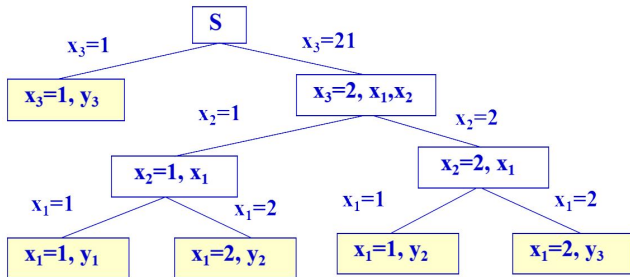 S
x₃=1
x₃=21
x₃=1, y₃
x₃=2, x₁,x₂
x₂=1
x₂=2
x₂=1, x₁
x₂=2, x₁
x₁=1
x₁=2
x₁=1
x₁=2
x₁=1, y₁
x₁=2, y₂
x₁=1, y₂
x₁=2, y₃